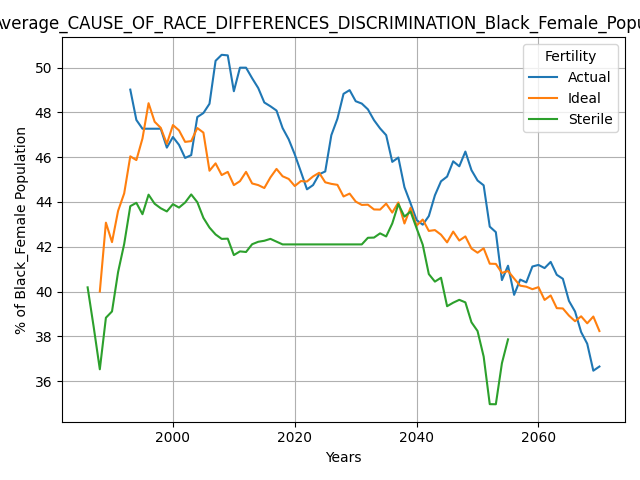 Average_CAUSE_OF_RACE_DIFFERENCES_DISCRIMINATION_Black_Female_Popu
Fertility
Actual
Ideal
Sterile
% of Black_Female Population
50
48
46
44
42
40
38
36
2000
2020
2040
2060
Years